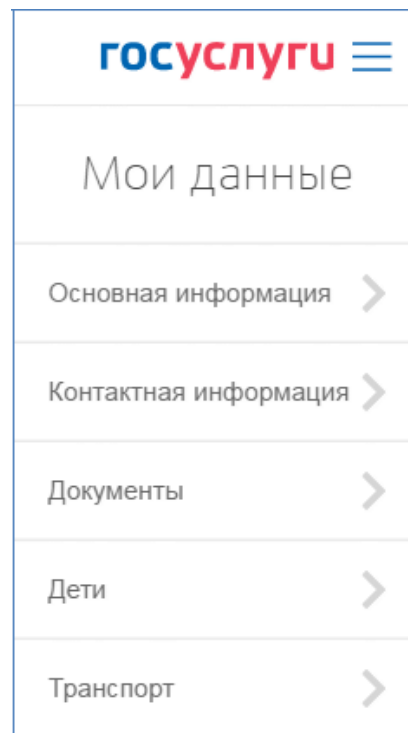 госуслуги
Мои данные
Основная информация
Контактная информация
Документы
Дети
Транспорт